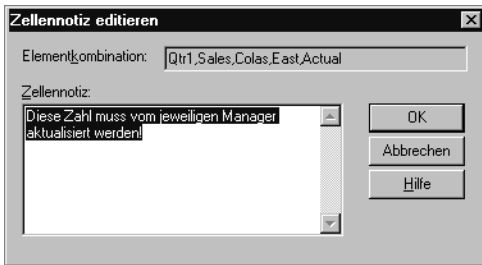 Zellennotiz editieren
Elementkombination: Qtr1,Sales,Colas,East,Actual
Zellennotiz:
Diese Zahl muss vom jeweiligen Manager
aktualisiert werden!
OK
Abbrechen
Hilfe